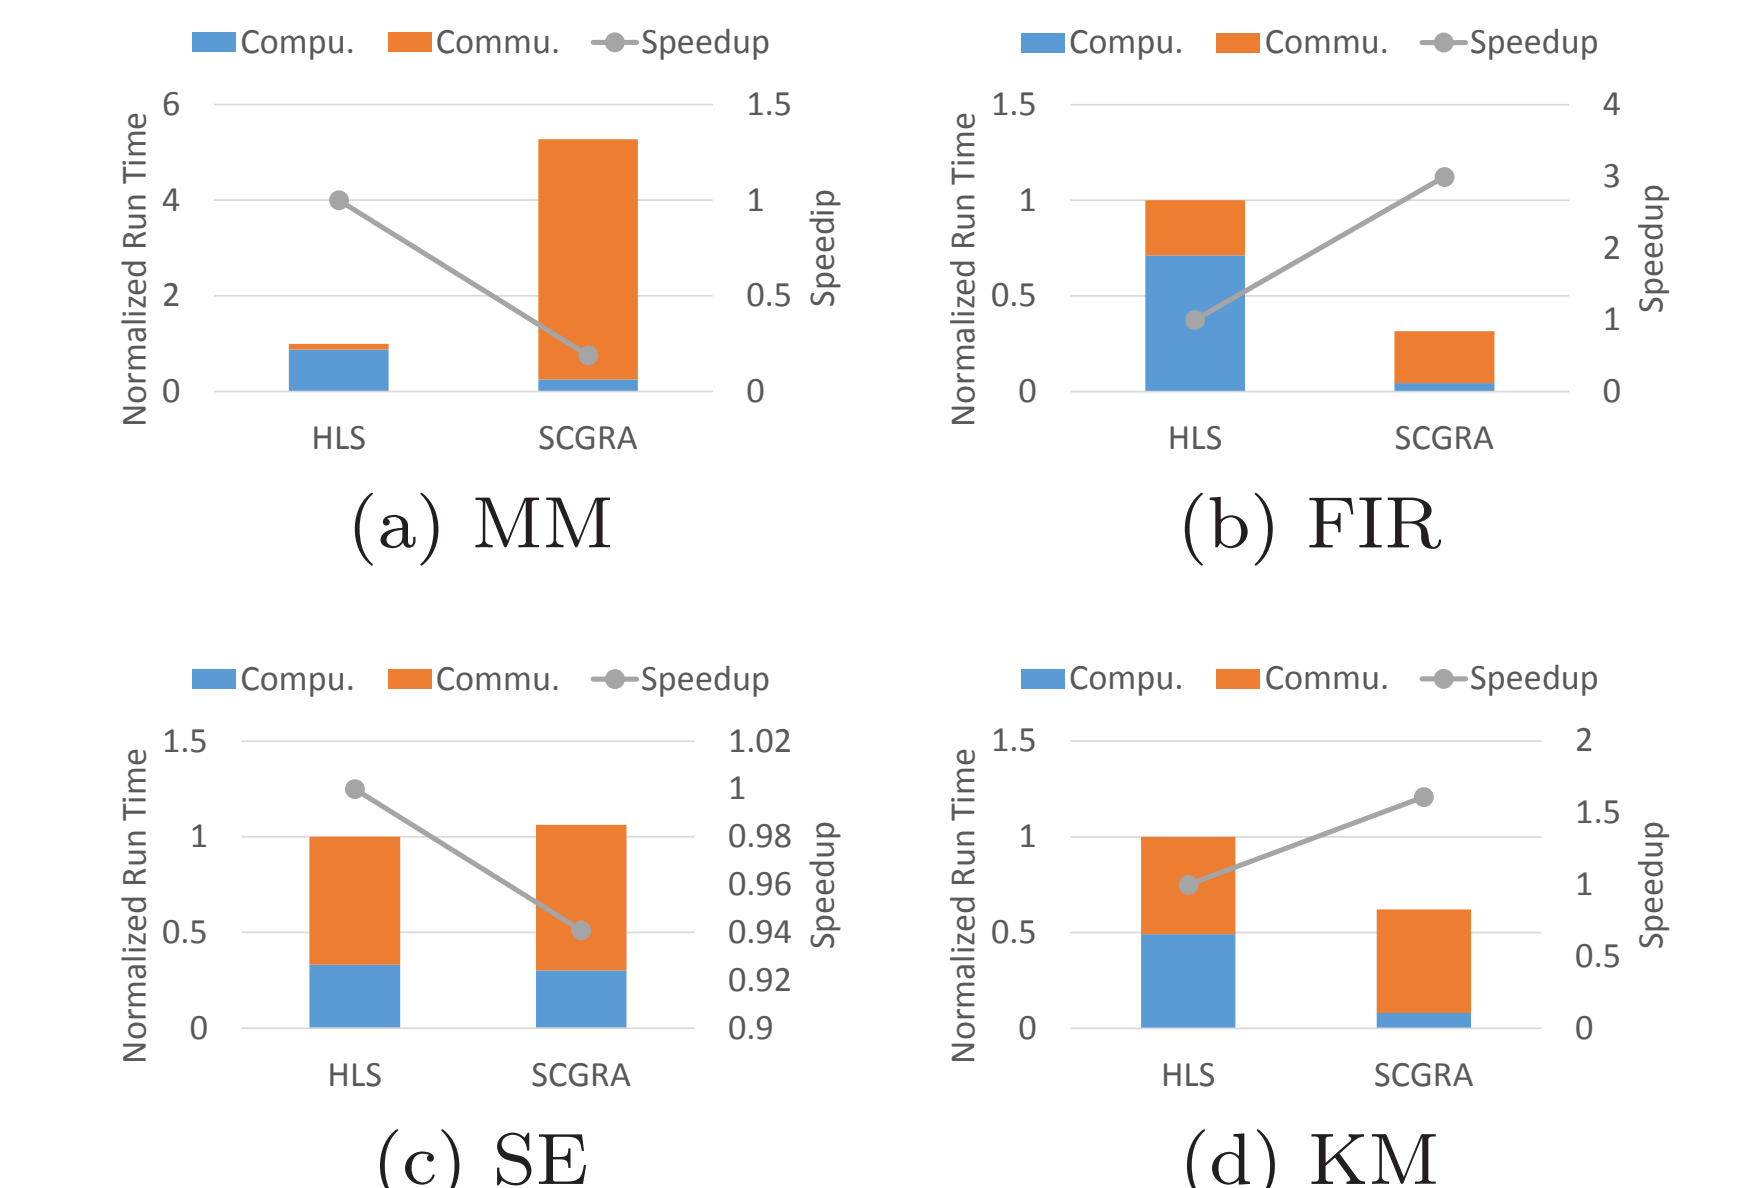 Compu. Commu. Speedup
Normalized Run Time
6
4
2
0
1.5
1
0.5
0
Speedip
HLS SCGRA
(a) MM
Compu. Commu. Speedup
Normalized Run Time
1.5
1
0.5
0
4
3
2
1
0
Speedup
HLS SCGRA
(b) FIR
Compu. Commu. Speedup
Normalized Run Time
1.5
1
0.5
0
1.02
1
0.98
0.96
0.94
0.92
0.9
Speedup
HLS SCGRA
(c) SE
Compu. Commu. Speedup
Normalized Run Time
1.5
1
0.5
0
2
1.5
1
0.5
0
Speedup
HLS SCGRA
(d) KM